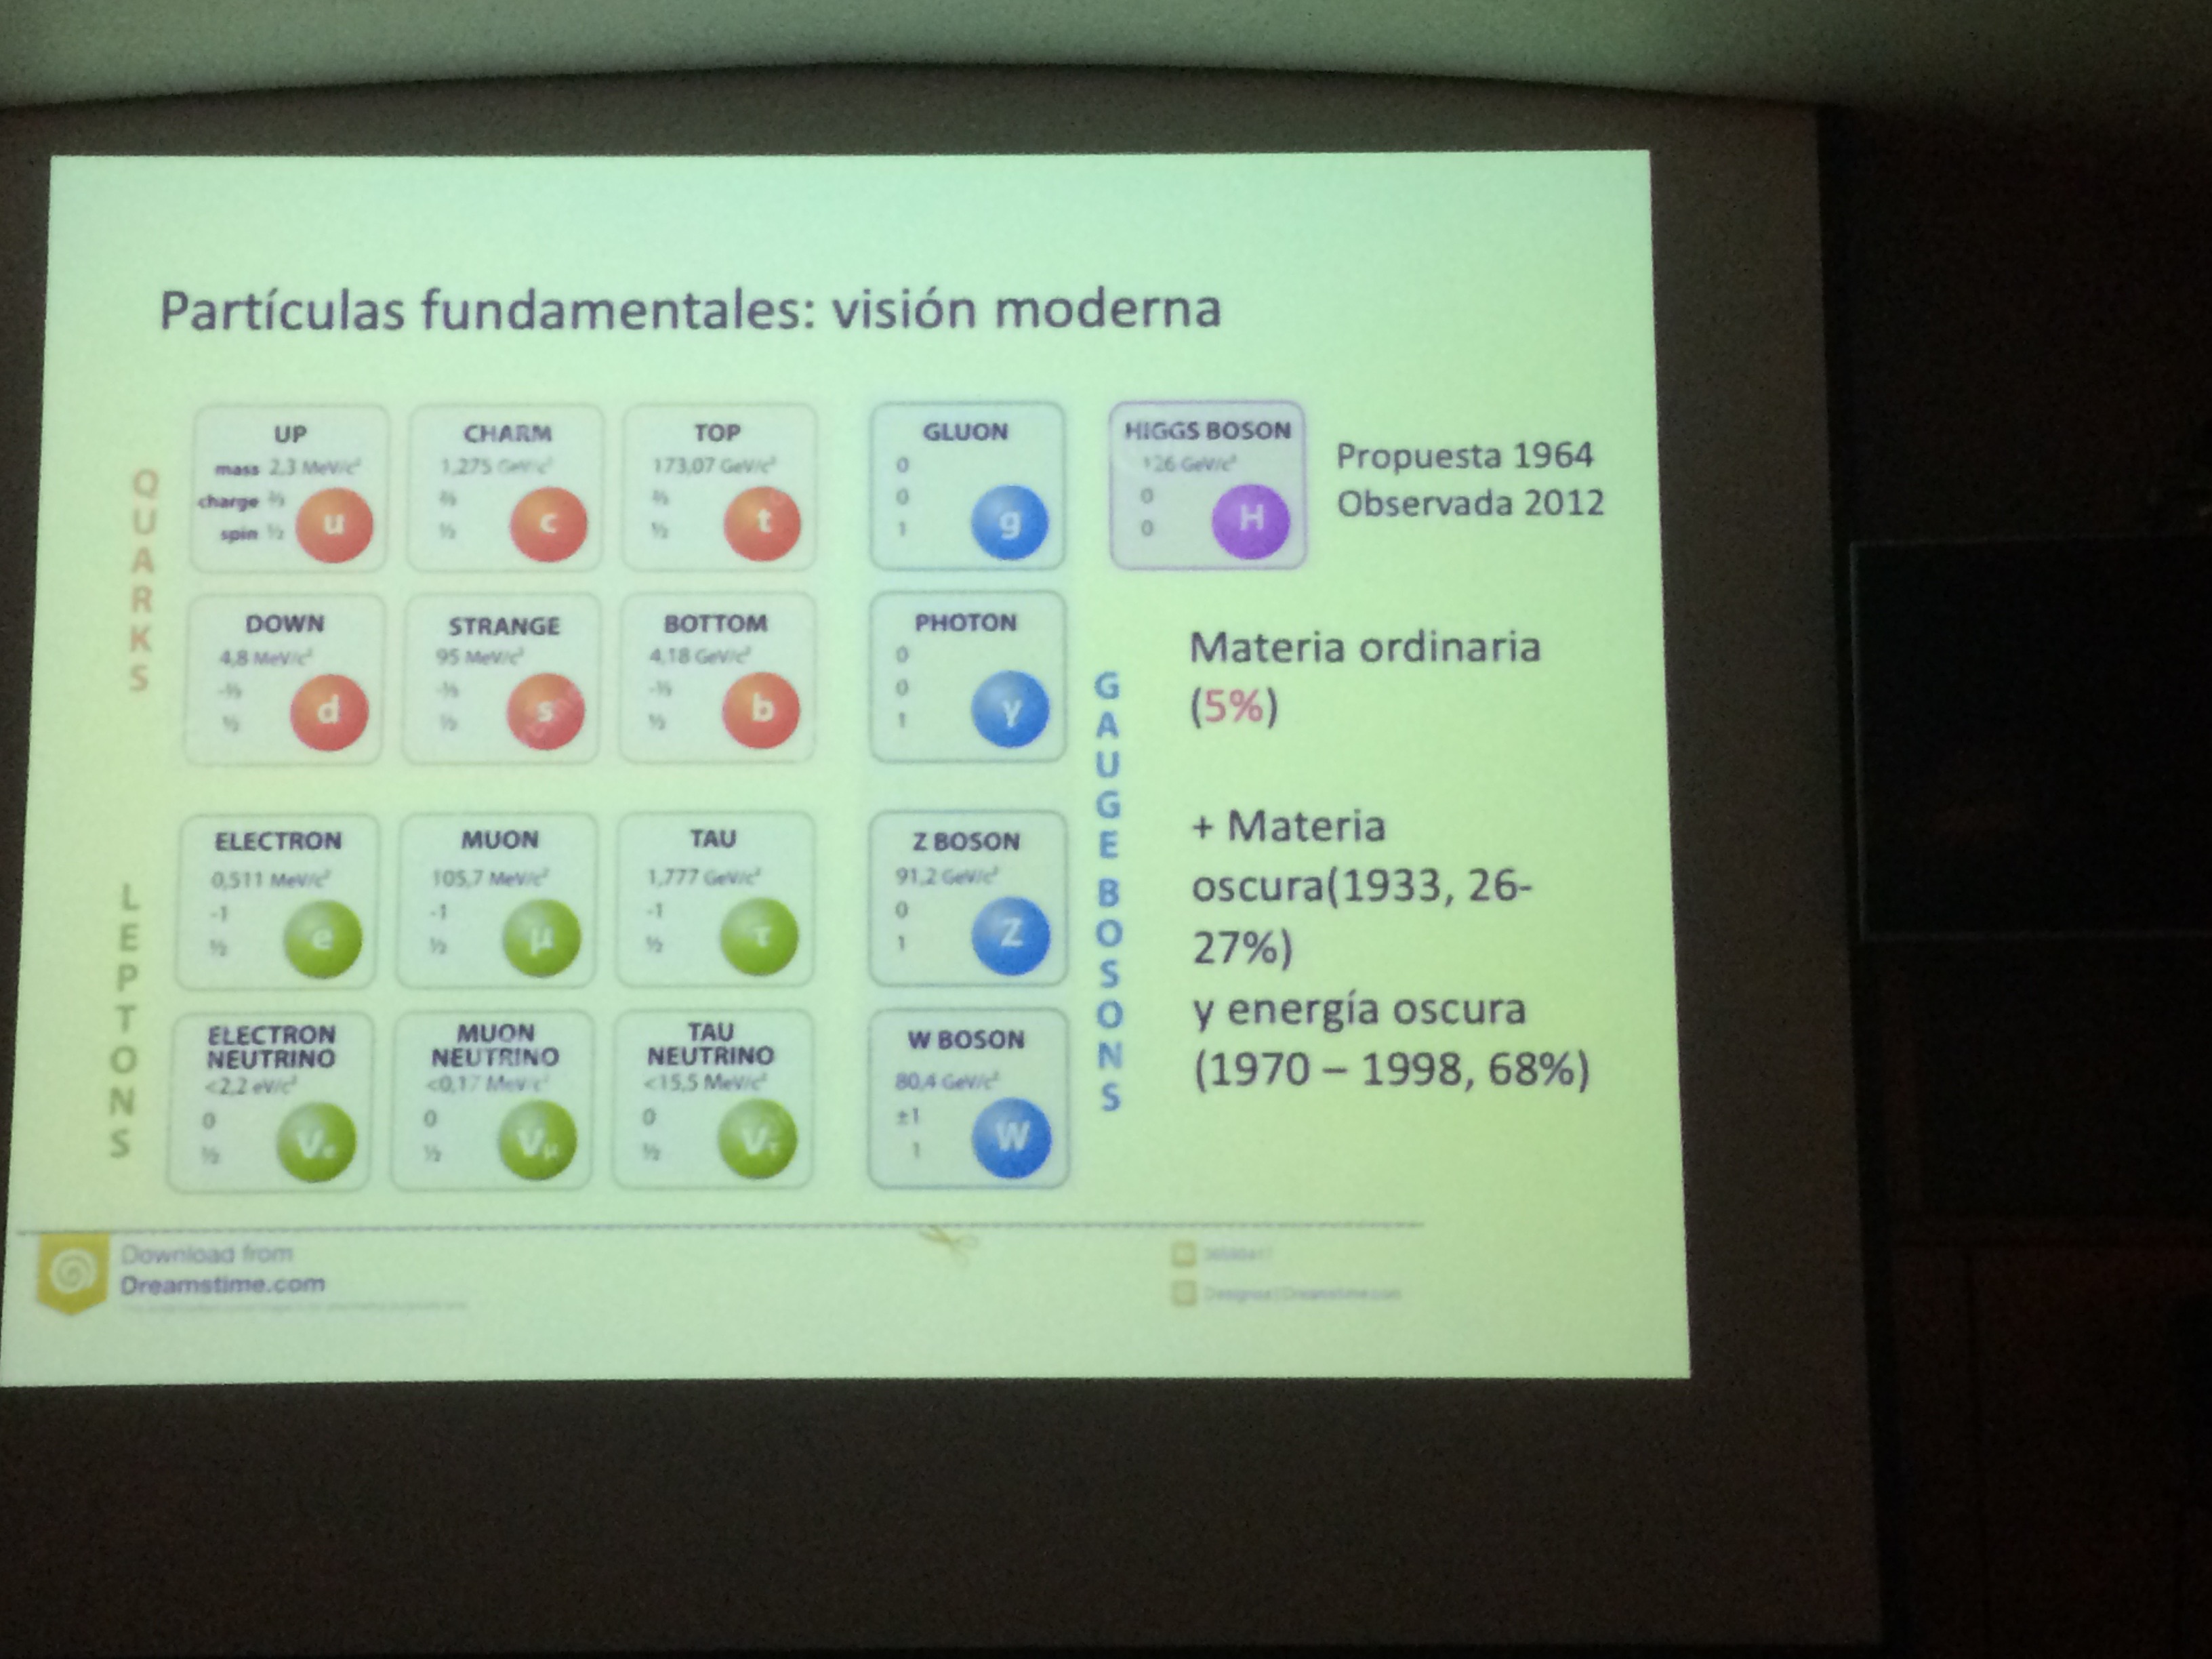 Partículas fundamentales: visión moderna
QUARKS
UP
mass 2,3 MeV/c²
charge ⅔
spin ½
u
CHARM
1,275 GeV/c²
⅔
½
c
TOP
173,07 GeV/c²
⅔
½
t
GLUON
0
0
1
g
HIGGS BOSON
126 GeV/c²
0
0
H
Propuesta 1964
Observada 2012
DOWN
4,8 MeV/c²
-⅓
½
d
STRANGE
95 MeV/c²
-⅓
½
s
BOTTOM
4,18 GeV/c²
-⅓
½
b
PHOTON
0
0
1
γ
GAUGE BOSONS
Materia ordinaria
(5%)
LEPTONS
ELECTRON
0,511 MeV/c²
-1
½
e
MUON
105,7 MeV/c²
-1
½
μ
TAU
1,777 GeV/c²
-1
½
τ
Z BOSON
91,2 GeV/c²
0
1
Z
+ Materia
oscura(1933, 26-
27%)
y energía oscura
(1970 – 1998, 68%)
ELECTRON
NEUTRINO
<2,2 eV/c²
0
½
Ve
MUON
NEUTRINO
<0,17 MeV/c²
0
½
Vμ
TAU
NEUTRINO
<15,5 MeV/c²
0
½
Vτ
W BOSON
80,4 GeV/c²
±1
1
W
Download from
Dreamstime.com